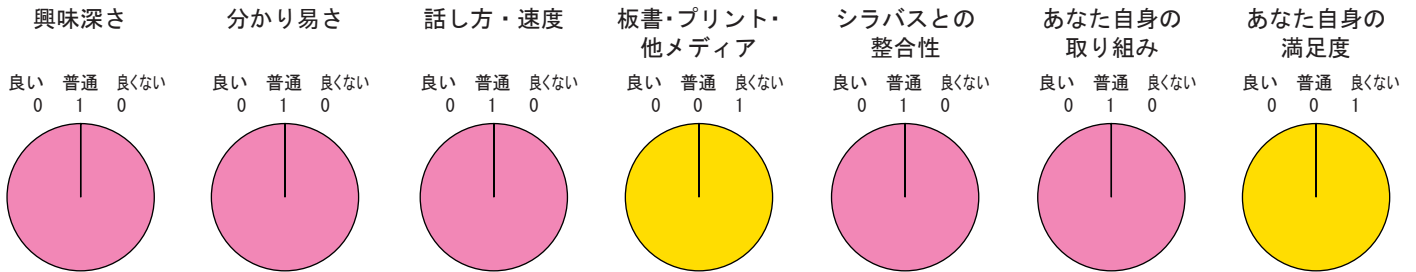 興味深さ
良い 普通 良くない
0 1 0
分かり易さ
良い 普通 良くない
0 1 0
話し方・速度
良い 普通 良くない
0 1 0
板書・プリント・
他メディア
良い 普通 良くない
0 0 1
シラバスとの
整合性
良い 普通 良くない
0 1 0
あなた自身の
取り組み
良い 普通 良くない
0 1 0
あなた自身の
満足度
良い 普通 良くない
0 0 1